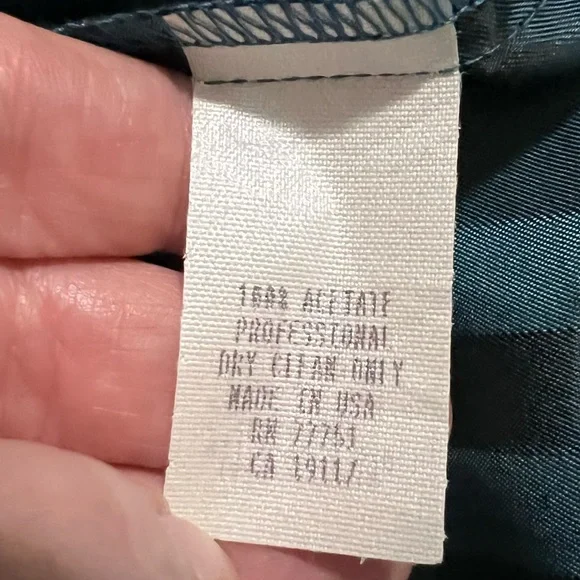 100% ACETATE
PROFESSIONAL
DRY CLEAN ONLY
MADE IN USA
RN 77761
CA 19117